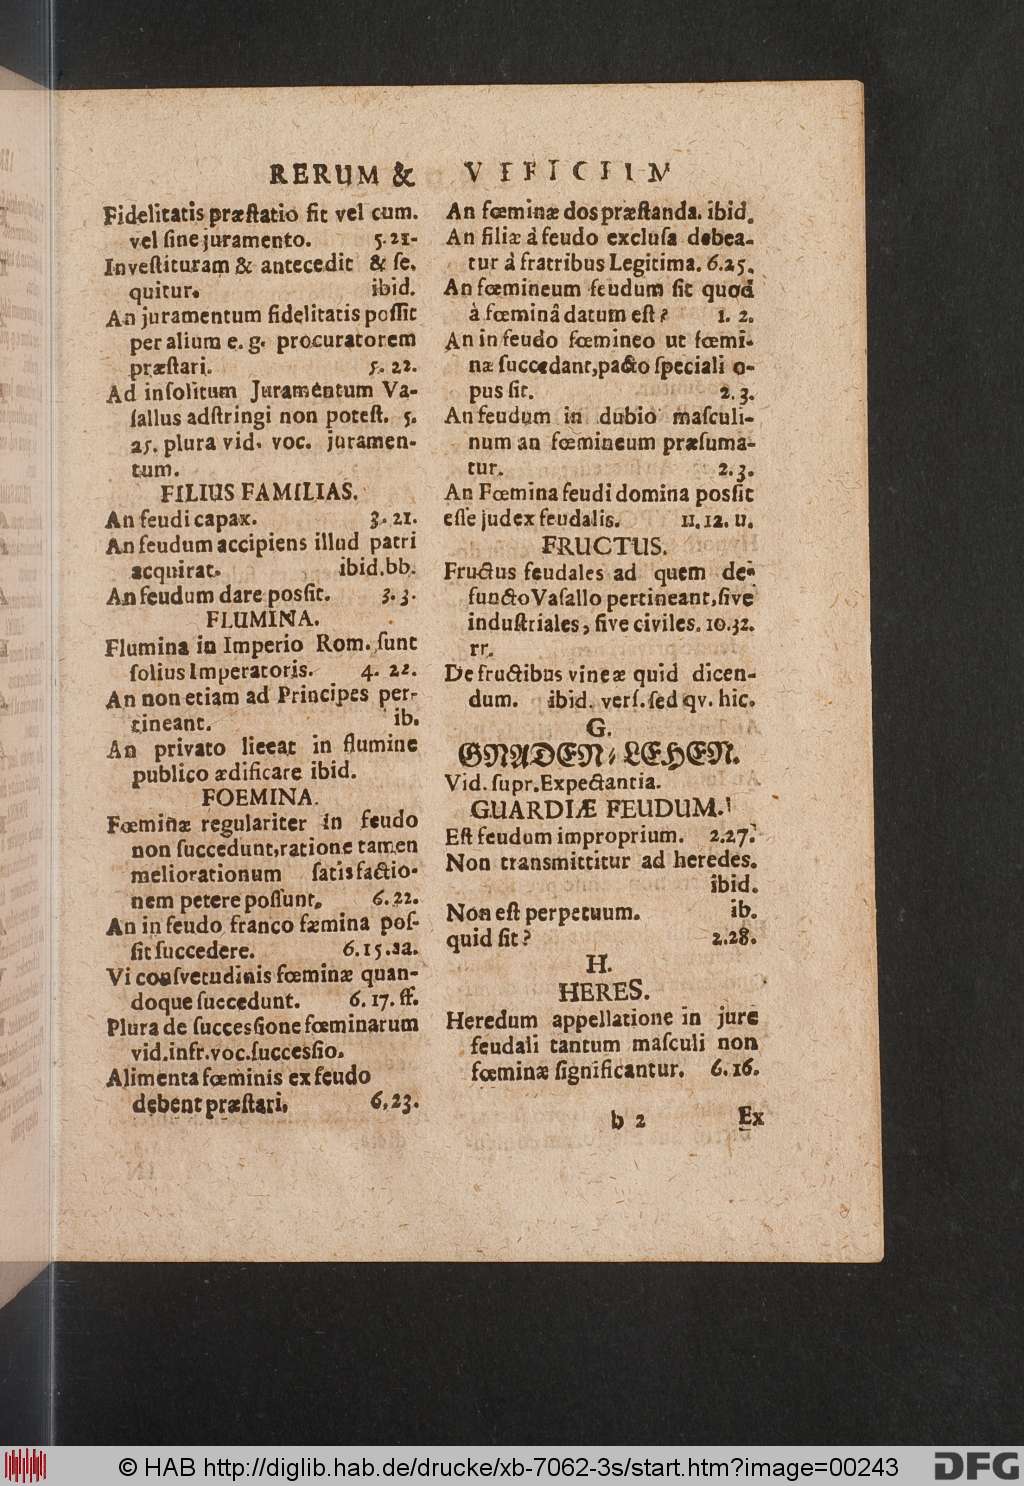 RERUM &
Fidelitatis præſtatio ſit vel cum.
vel ſine juramento. 5.21-
Inveſtituram & antecedit & ſe.
quitur. ibid.
An juramentum fidelitatis poſſit
per alium e. g. procuratorem
præſtari. 5. 22.
Ad inſolitum Juramentum Va-
ſallus adſtringi non poteſt. 5.
25. plura vid. voc. juramen-
tum.
FILIUS FAMILIAS.
An feudi capax. 3. 21.
An feudum accipiens illud patri
acquirat. ibid.bb.
An feudum dare poſſit. 3. 3.
FLUMINA.
Flumina in Imperio Rom. ſunt
ſolius Imperatoris. 4. 22.
An non etiam ad Principes per-
tineant. ib.
An privato liceat in flumine
publico ædificare ibid.
FOEMINA.
Fœminæ regulariter in feudo
non ſuccedunt,ratione tamen
meliorationum ſatisfactio-
nem petere poſſunt. 6.22.
An in feudo franco fæmina poſ-
ſit ſuccedere. 6.15.aa.
Vi conſvetudinis fœminæ quan-
doque ſuccedunt. 6. 17. ff.
Plura de ſucceſſione fœminarum
vid.infr.voc.ſucceſſio.
Alimenta fœminis ex feudo
debent præſtari. 6.23.
An fœminæ dos præſtanda. ibid.
An filiæ à feudo excluſa debea-
tur à fratribus Legitima. 6.25.
An fœmineum feudum ſit quod
à fœminâ datum eſt? 1. 2.
An in feudo fœmineo ut fœmi-
næ ſuccedant,pacto ſpeciali o-
pus ſit. 2.3.
An feudum in dubio maſculi-
num an fœmineum præſuma-
tur. 2.3.
An Fœmina feudi domina poſſit
eſſe judex feudalis. 11.12. u.
FRUCTUS.
Fructus feudales ad quem de-
functo Vaſallo pertineant,ſive
induſtriales, ſive civiles. 10.32.
rr.
De fructibus vineæ quid dicen-
dum. ibid. verſ. ſed qv. hic.
G.
GNADEN-LEHEN.
Vid. ſupr.Expectantia.
GUARDIÆ FEUDUM.
Eſt feudum improprium. 2.27.
Non transmittitur ad heredes.
ibid.
Non eſt perpetuum. ib.
quid ſit? 2.28.
H.
HERES.
Heredum appellatione in jure
feudali tantum maſculi non
fœminæ ſignificantur. 6.16.
b 2 Ex
© HAB http://diglib.hab.de/drucke/xb-7062-3s/start.htm?image=00243
DFG